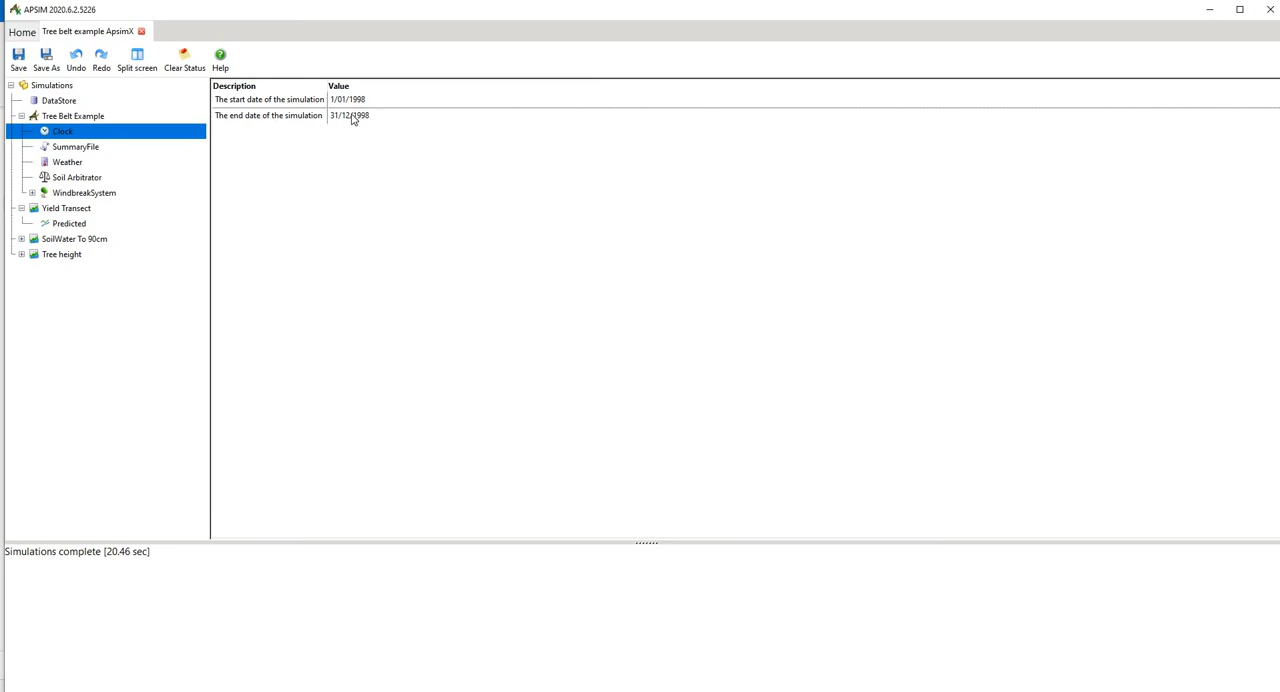 APSIM 2020.6.2.5226
Home Tree belt example ApsimX
Save Save As Undo Redo Split screen Clear Status Help
Simulations
DataStore
Tree Belt Example
Clock
SummaryFile
Weather
Soil Arbitrator
WindbreakSystem
Yield Transect
Predicted
SoilWater To 90cm
Tree height
Description Value
The start date of the simulation 1/01/1998
The end date of the simulation 31/12/1998
Simulations complete [20.46 sec]